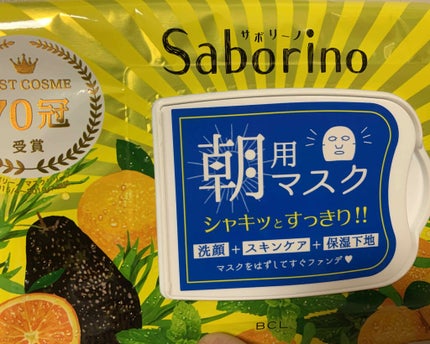 サボリーノ
Saborino
ST COSME
70冠
受賞
朝用
マスク
シャキッとすっきり!!
洗顔+スキンケア+保湿下地
マスクをはずしてすぐファンデ♥
BCL